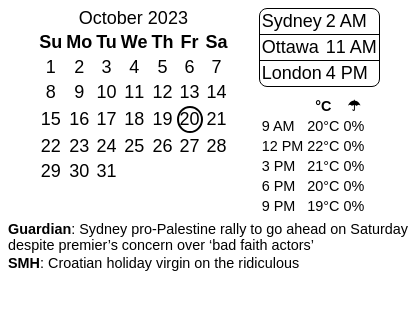 October 2023
Su Mo Tu We Th Fr Sa
1 2 3 4 5 6 7
8 9 10 11 12 13 14
15 16 17 18 19 20 21
22 23 24 25 26 27 28
29 30 31
Sydney 2 AM
Ottawa 11 AM
London 4 PM
°C ☂
9 AM 20°C 0%
12 PM 22°C 0%
3 PM 21°C 0%
6 PM 20°C 0%
9 PM 19°C 0%
Guardian: Sydney pro-Palestine rally to go ahead on Saturday
despite premier’s concern over ‘bad faith actors’
SMH: Croatian holiday virgin on the ridiculous